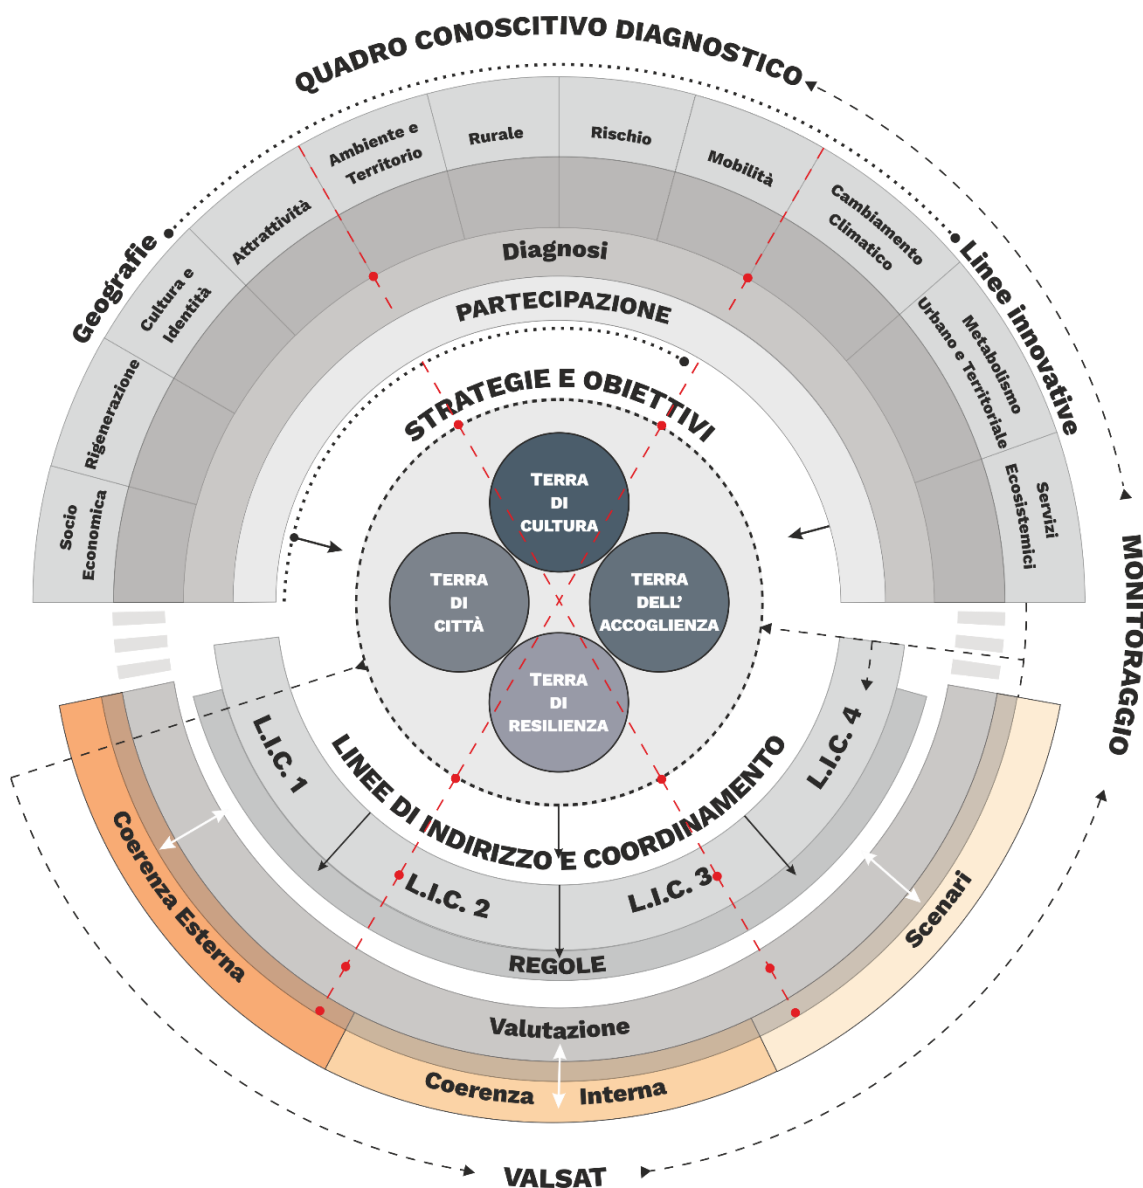 QUADRO CONOSCITIVO DIAGNOSTICO
Geografie
Linee innovative
Socio
Economica
Rigenerazione
Cultura e
Identità
Attrattività
Ambiente e
Territorio
Rurale
Rischio
Mobilità
Cambiamento
Climatico
Metabolismo
Urbano e Territoriale
Servizi
Ecosistemici
Diagnosi
PARTECIPAZIONE
STRATEGIE E OBIETTIVI
TERRA
DI
CULTURA
TERRA
DI
CITTÀ
TERRA
DELL’
ACCOGLIENZA
TERRA
DI
RESILIENZA
MONITORAGGIO
LINEE DI INDIRIZZO E COORDINAMENTO
L.I.C. 1
L.I.C. 2
L.I.C. 3
L.I.C. 4
REGOLE
Valutazione
Coerenza Esterna
Coerenza Interna
Scenari
VALSAT